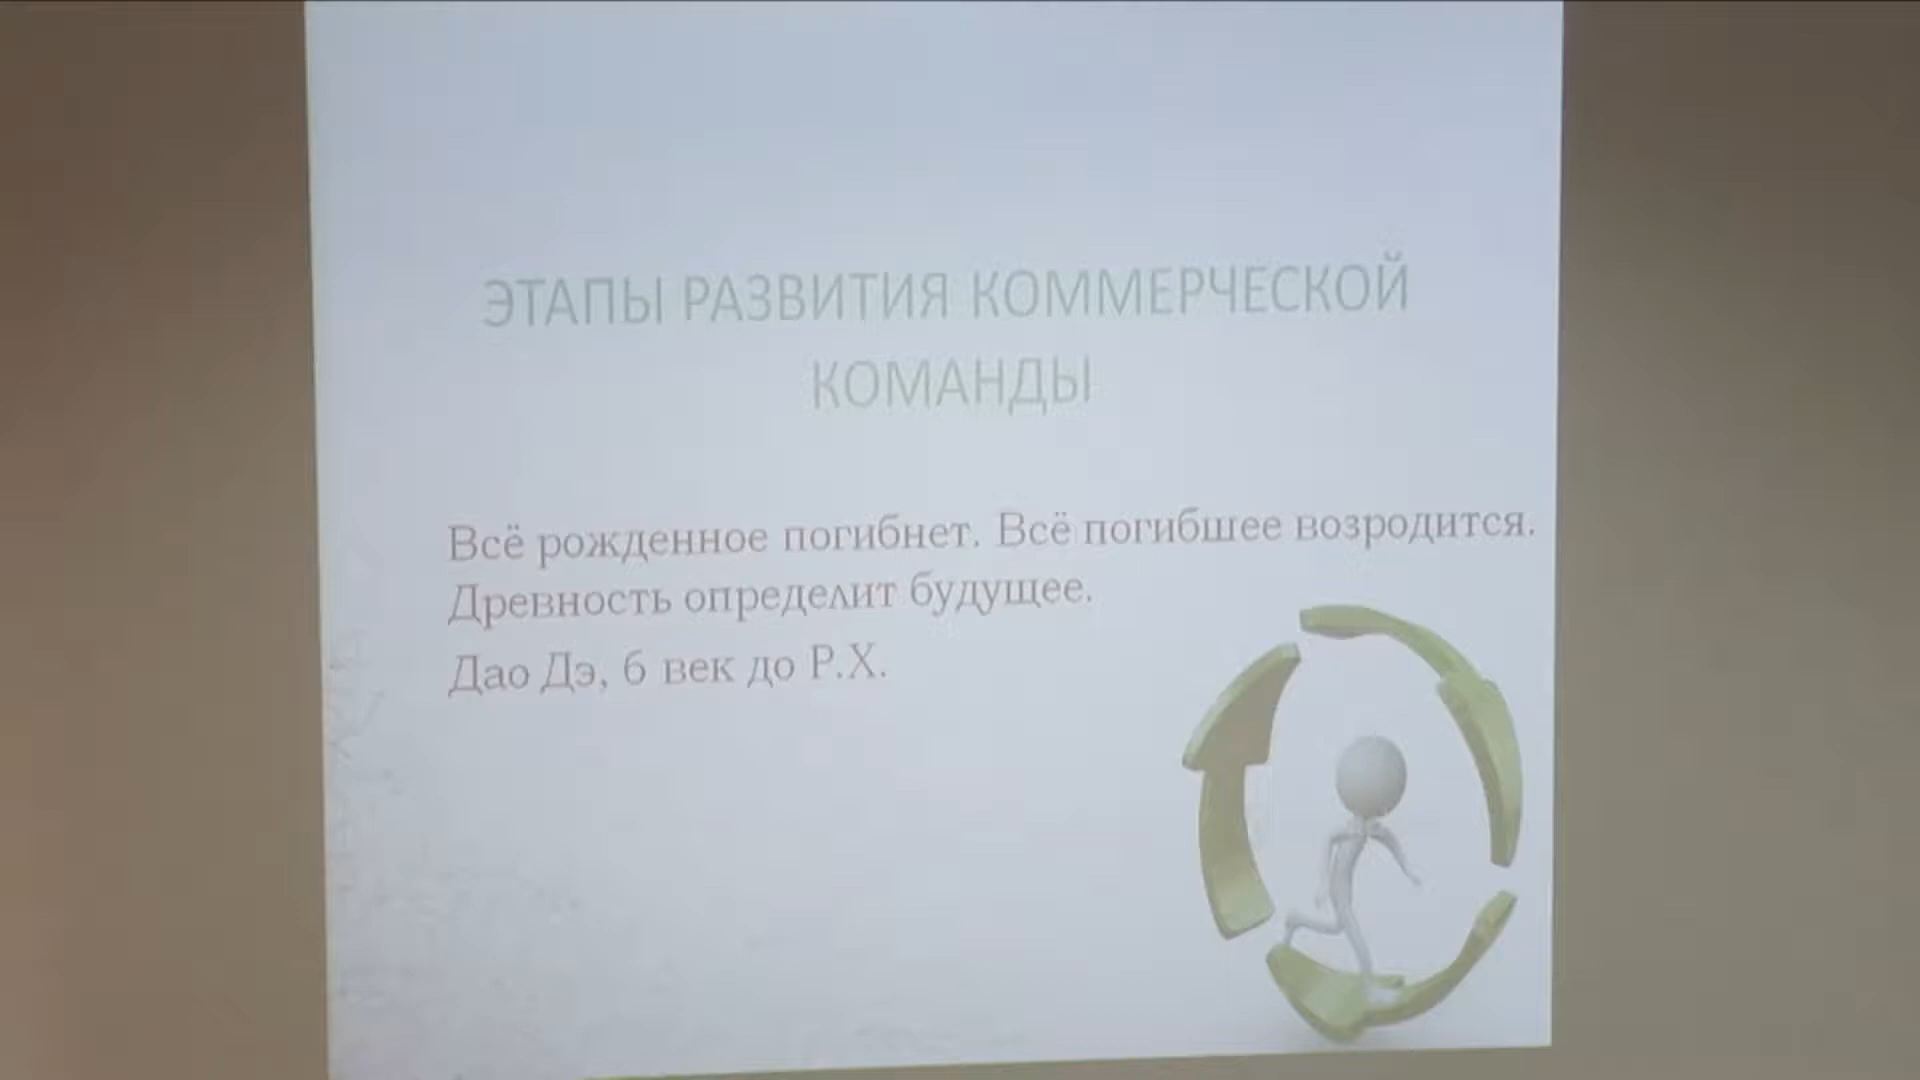 ЭТАПЫ РАЗВИТИЯ КОММЕРЧЕСКОЙ
КОМАНДЫ
Всё рожденное погибнет. Всё погибшее возродится.
Древность определит будущее.
Дао Дэ, 6 век до Р.Х.